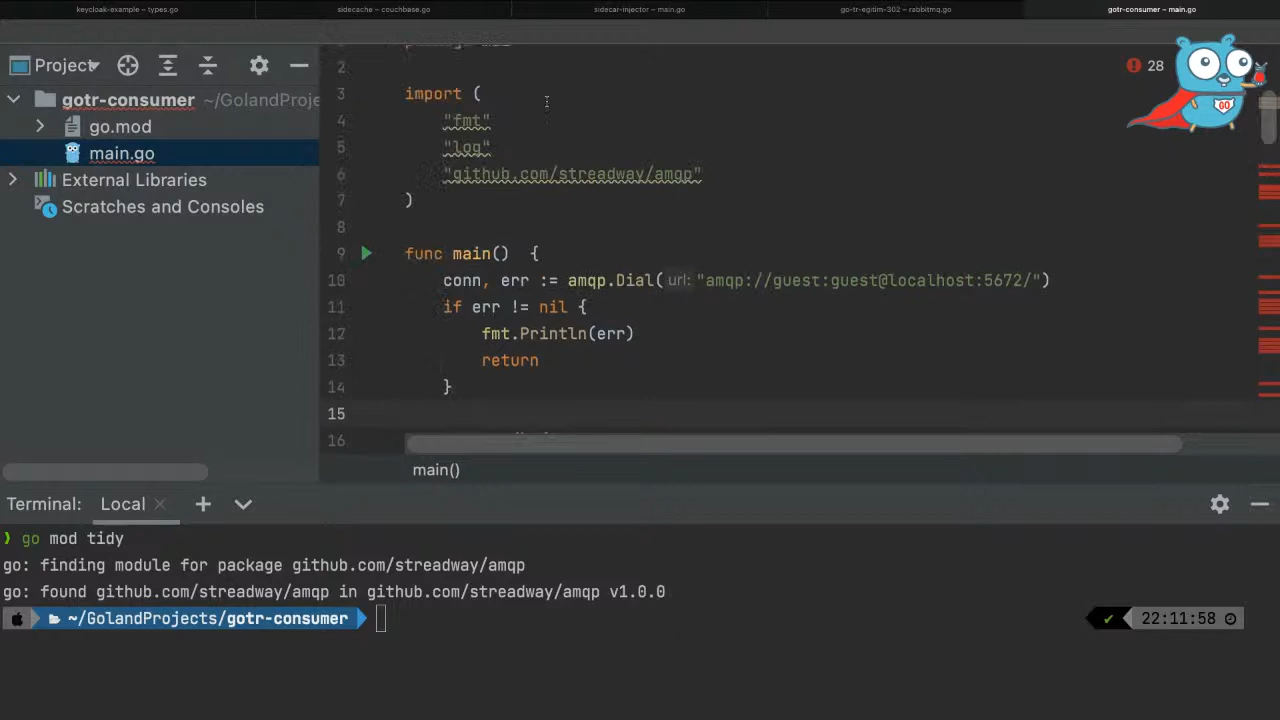 keycloak-example – types.go
sidecache – couchbase.go
sidecar-injector – main.go
go-tr-egitim-302 – rabbitmq.go
gotr-consumer – main.go
Project
gotr-consumer ~/GolandProje
go.mod
main.go
External Libraries
Scratches and Consoles
28
GO
2
3 import (
4 "fmt"
5 "log"
6 "github.com/streadway/amqp"
7 )
8
9 func main() {
10 conn, err := amqp.Dial( url: "amqp://guest:guest@localhost:5672/")
11 if err != nil {
12 fmt.Println(err)
13 return
14 }
15
16
main()
Terminal: Local
❯ go mod tidy
go: finding module for package github.com/streadway/amqp
go: found github.com/streadway/amqp in github.com/streadway/amqp v1.0.0
~/GolandProjects/gotr-consumer
✔ 22:11:58